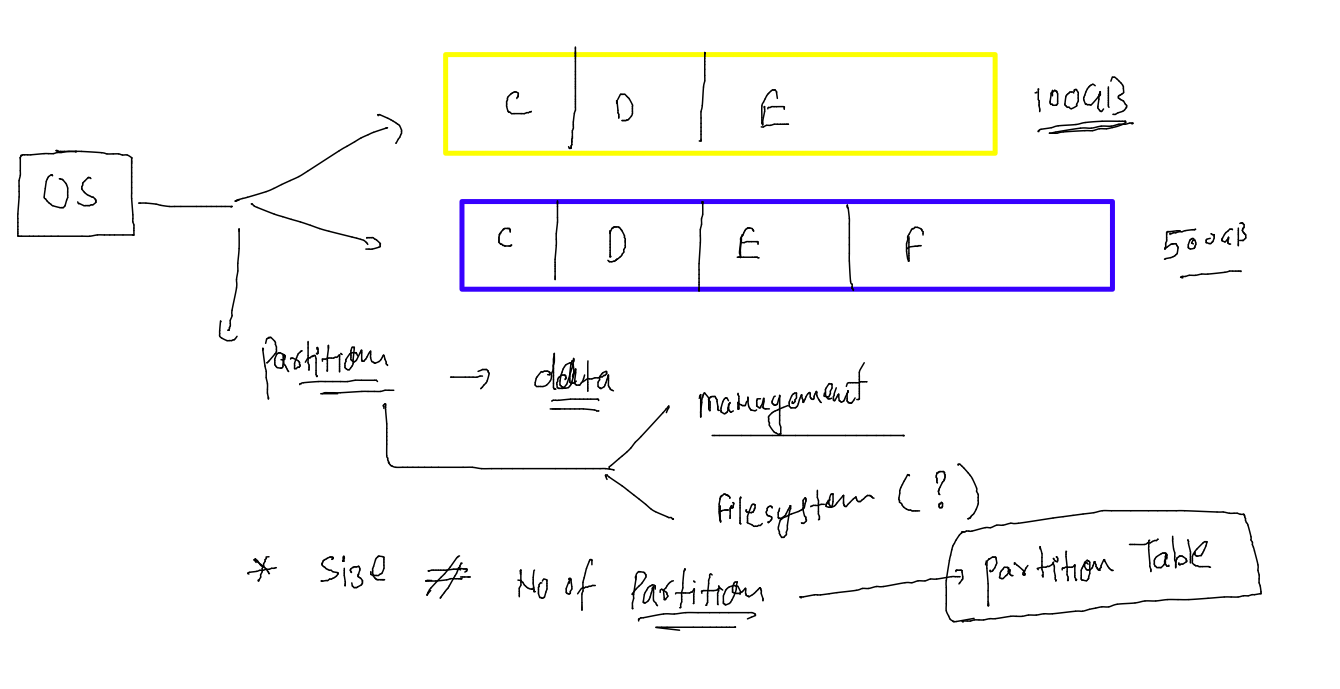 C D E 100GB
OS
C D E F 500GB
Partition → data
management
filesystem (?)
* Size ≠ No of Partition → Partition Table